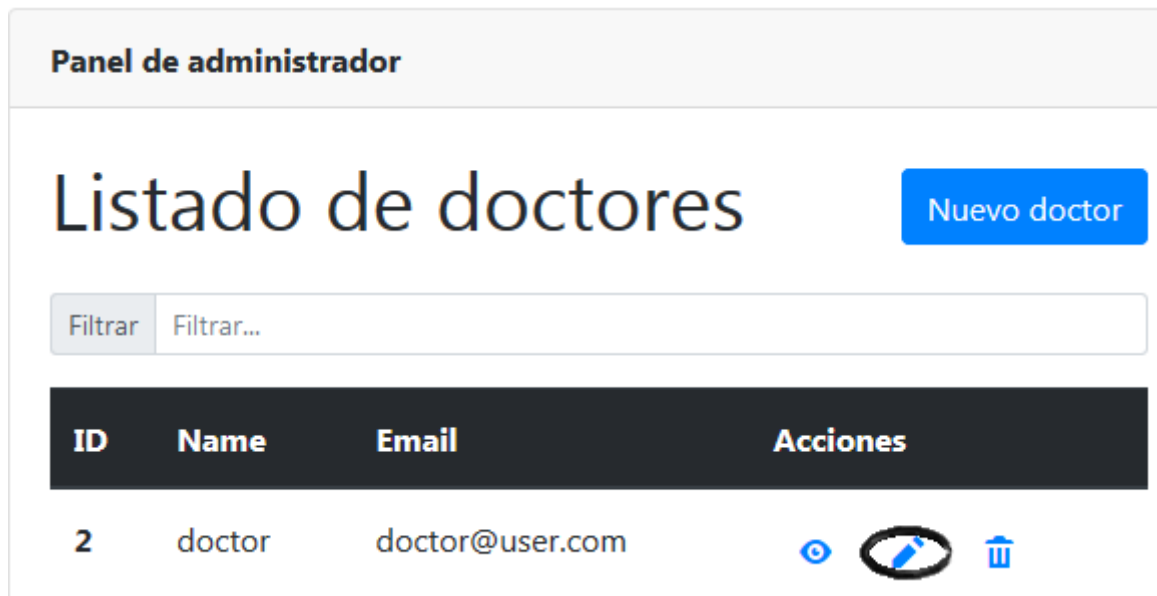 Panel de administrador
Listado de doctores
Nuevo doctor
Filtrar Filtrar...
ID Name Email Acciones
2 doctor doctor@user.com